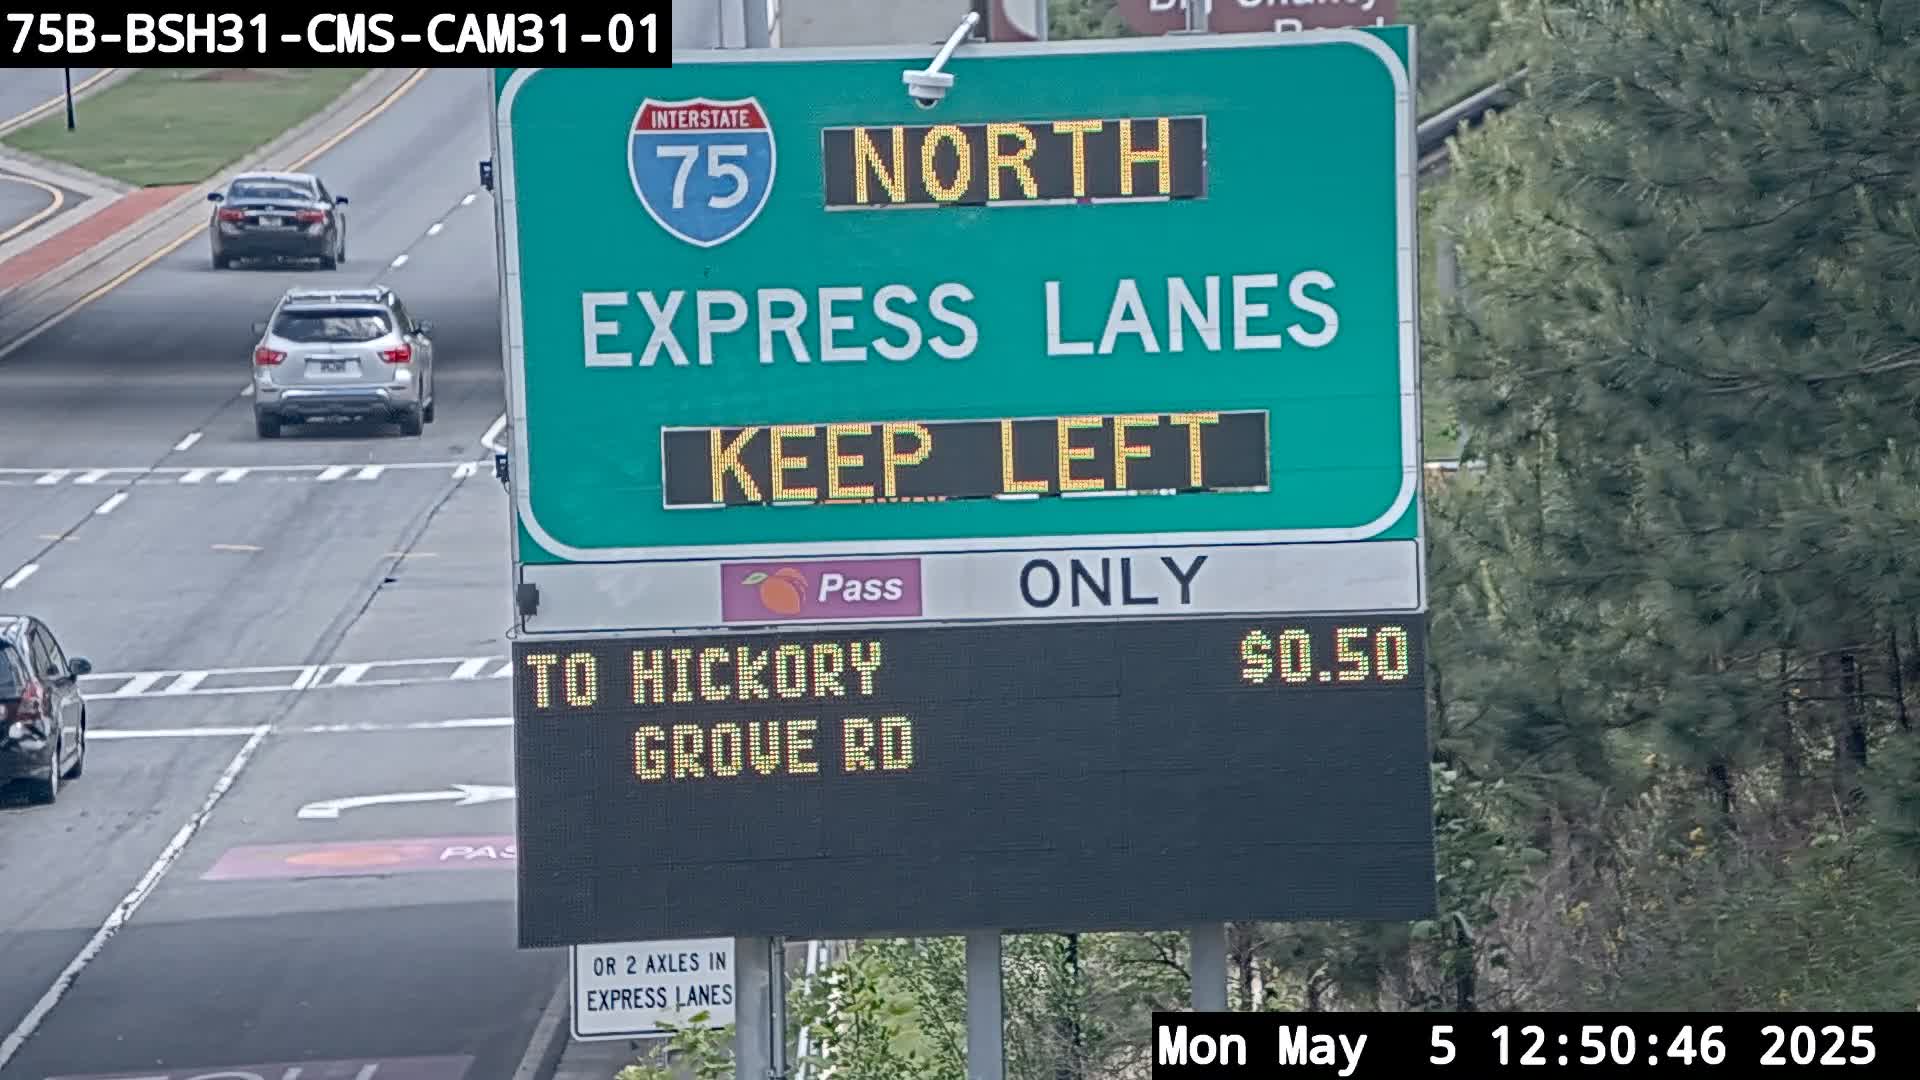 75B-BSH31-CMS-CAM31-01
INTERSTATE
75
NORTH
EXPRESS LANES
KEEP LEFT
Pass ONLY
TO HICKORY $0.50
GROVE RD
OR 2 AXLES IN
EXPRESS LANES
Mon May 5 12:50:46 2025